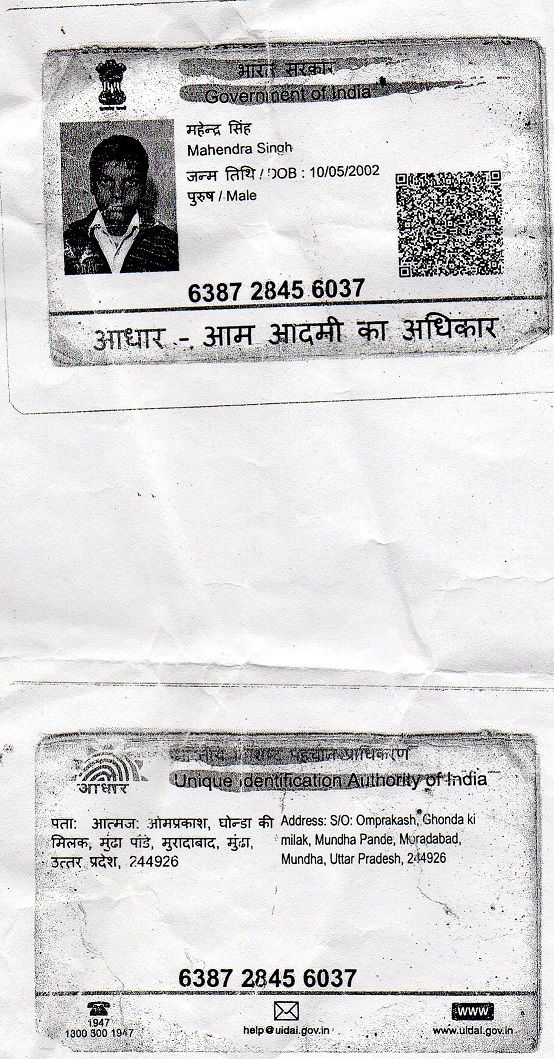 भारत सरकार
Government of India
महेन्द्र सिंह
Mahendra Singh
जन्म तिथि / DOB : 10/05/2002
पुरुष / Male
6387 2845 6037
आधार - आम आदमी का अधिकार
पहचान प्राधिकरण
Unique Identification Authority of India
आधार
पता: आत्मज: ओमप्रकाश, घोन्डा की
मिलक, मुंढा पांडे, मुरादाबाद, मुंढा,
उत्तर प्रदेश, 244926
Address: S/O: Omprakash, Ghonda ki
milak, Mundha Pande, Moradabad,
Mundha, Uttar Pradesh, 244926
6387 2845 6037
1947
1800 300 1947
help@uidai.gov.in
www
www.uidai.gov.in